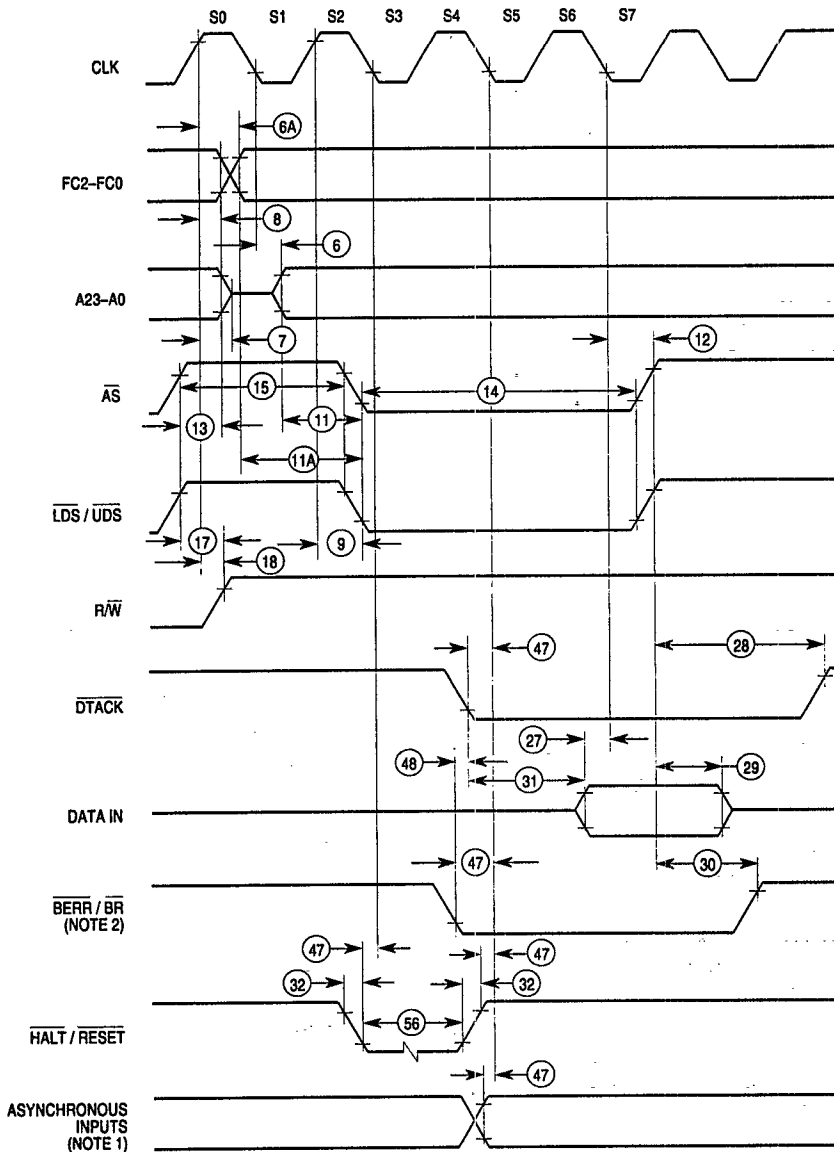 S0 S1 S2 S3 S4 S5 S6 S7
CLK
6A
FC2–FC0
8
6
A23–A0
7
12
15
14
AS
13
11
11A
LDS / UDS
17
9
18
R/W
47
28
DTACK
27
48
31
29
DATA IN
47
30
BERR / BR
(NOTE 2)
47
47
32
32
56
HALT / RESET
47
ASYNCHRONOUS
INPUTS
(NOTE 1)